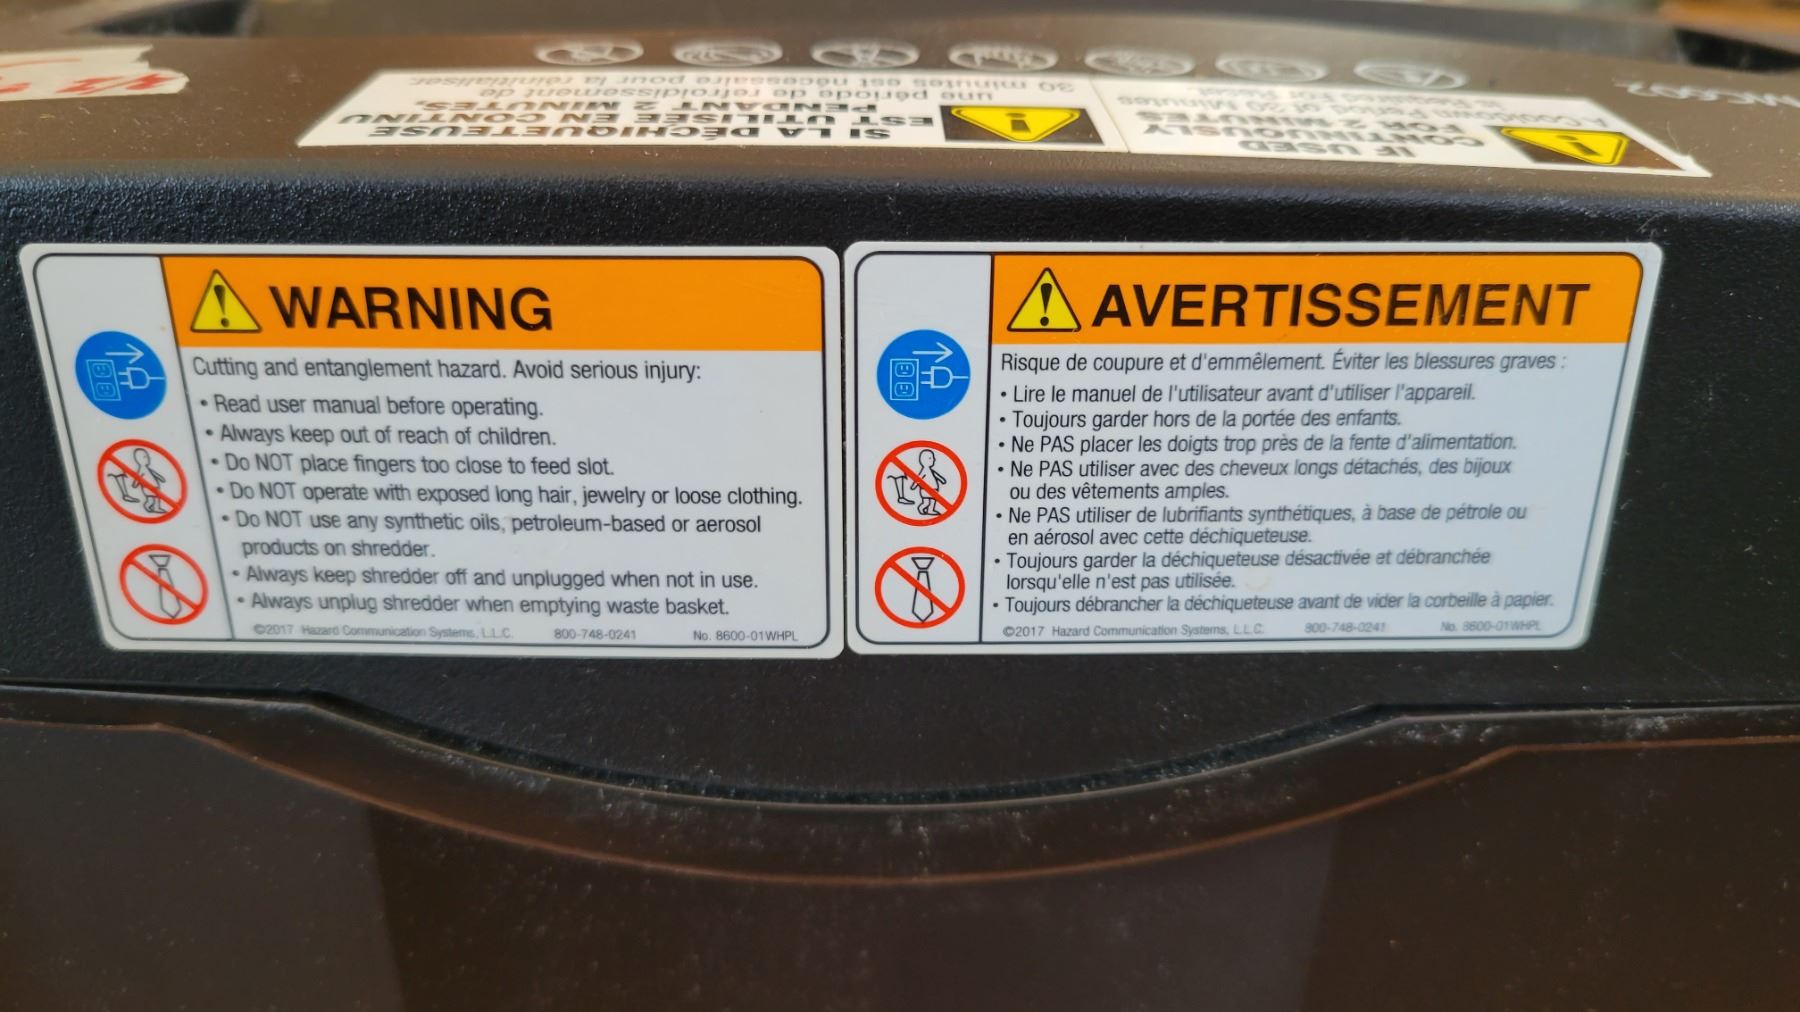 IF USED
CONTINUOUSLY
FOR 2 MINUTES
A Cooldown of 20 Minutes
is Required for Reset.
SI LA DÉCHIQUETEUSE
EST UTILISÉE EN CONTINU
PENDANT 2 MINUTES,
une période de refroidissement de
30 minutes est nécessaire pour la réinitialiser.
WARNING
Cutting and entanglement hazard. Avoid serious injury:
• Read user manual before operating.
• Always keep out of reach of children.
• Do NOT place fingers too close to feed slot.
• Do NOT operate with exposed long hair, jewelry or loose clothing.
• Do NOT use any synthetic oils, petroleum-based or aerosol
products on shredder.
• Always keep shredder off and unplugged when not in use.
• Always unplug shredder when emptying waste basket.
©2017 Hazard Communication Systems, L.L.C. 800-748-0241 No. 8600-01WHPL
AVERTISSEMENT
Risque de coupure et d'emmêlement. Éviter les blessures graves :
• Lire le manuel de l'utilisateur avant d'utiliser l'appareil.
• Toujours garder hors de la portée des enfants.
• Ne PAS placer les doigts trop près de la fente d'alimentation.
• Ne PAS utiliser avec des cheveux longs détachés, des bijoux
ou des vêtements amples.
• Ne PAS utiliser de lubrifiants synthétiques, à base de pétrole ou
en aérosol avec cette déchiqueteuse.
• Toujours garder la déchiqueteuse désactivée et débranchée
lorsqu'elle n'est pas utilisée.
• Toujours débrancher la déchiqueteuse avant de vider la corbeille à papier.
©2017 Hazard Communication Systems, L.L.C. 800-748-0241 No. 8600-01WHPL